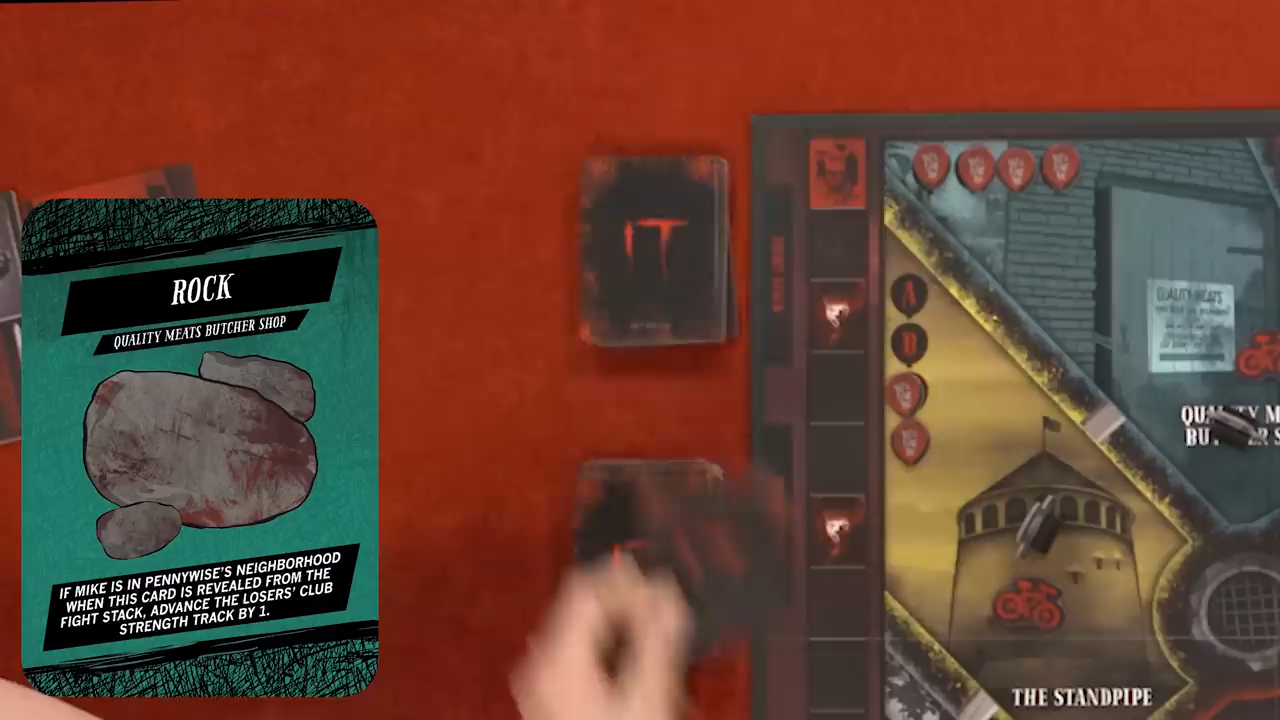 ROCK
QUALITY MEATS BUTCHER SHOP
IF MIKE IS IN PENNYWISE'S NEIGHBORHOOD
WHEN THIS CARD IS REVEALED FROM THE
FIGHT STACK, ADVANCE THE LOSERS' CLUB
STRENGTH TRACK BY 1.
IT
A
B
QUALITY MEATS
THE STANDPIPE